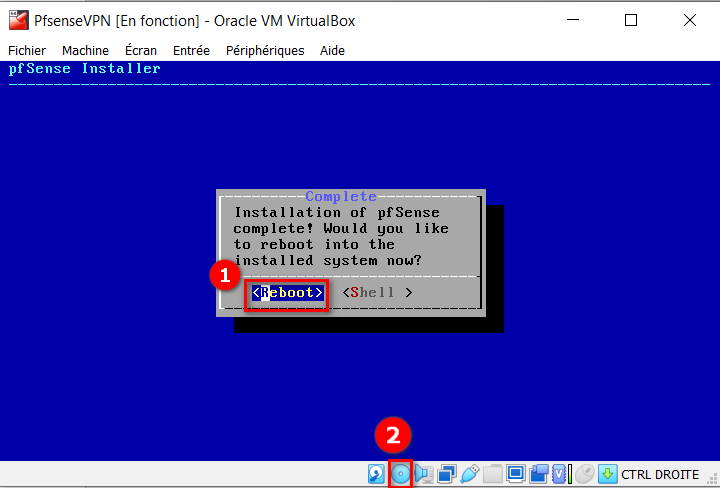 PfsenseVPN [En fonction] - Oracle VM VirtualBox
Fichier Machine Écran Entrée Périphériques Aide
pfSense Installer
Complete
Installation of pfSense
complete! Would you like
to reboot into the
installed system now?
1
<Reboot> <Shell >
2
CTRL DROITE